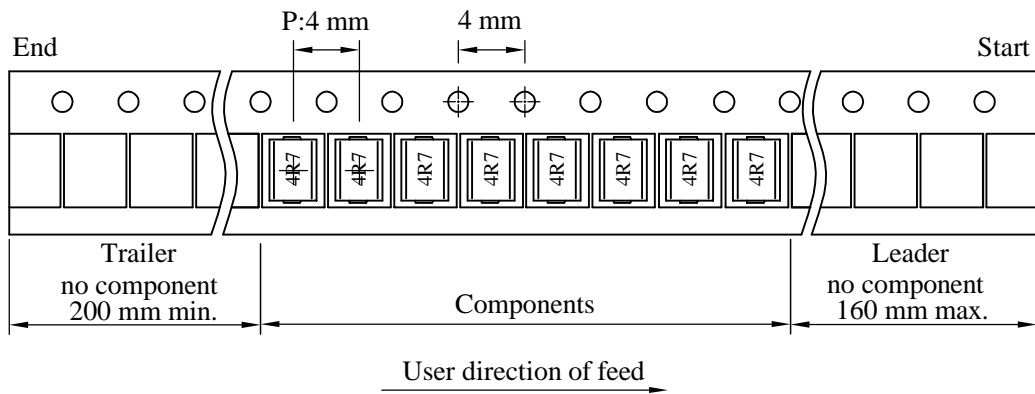 P:4 mm
4 mm
End
Start
4R7
4R7
4R7
4R7
4R7
4R7
4R7
4R7
Trailer
no component
200 mm min.
Components
Leader
no component
160 mm max.
User direction of feed